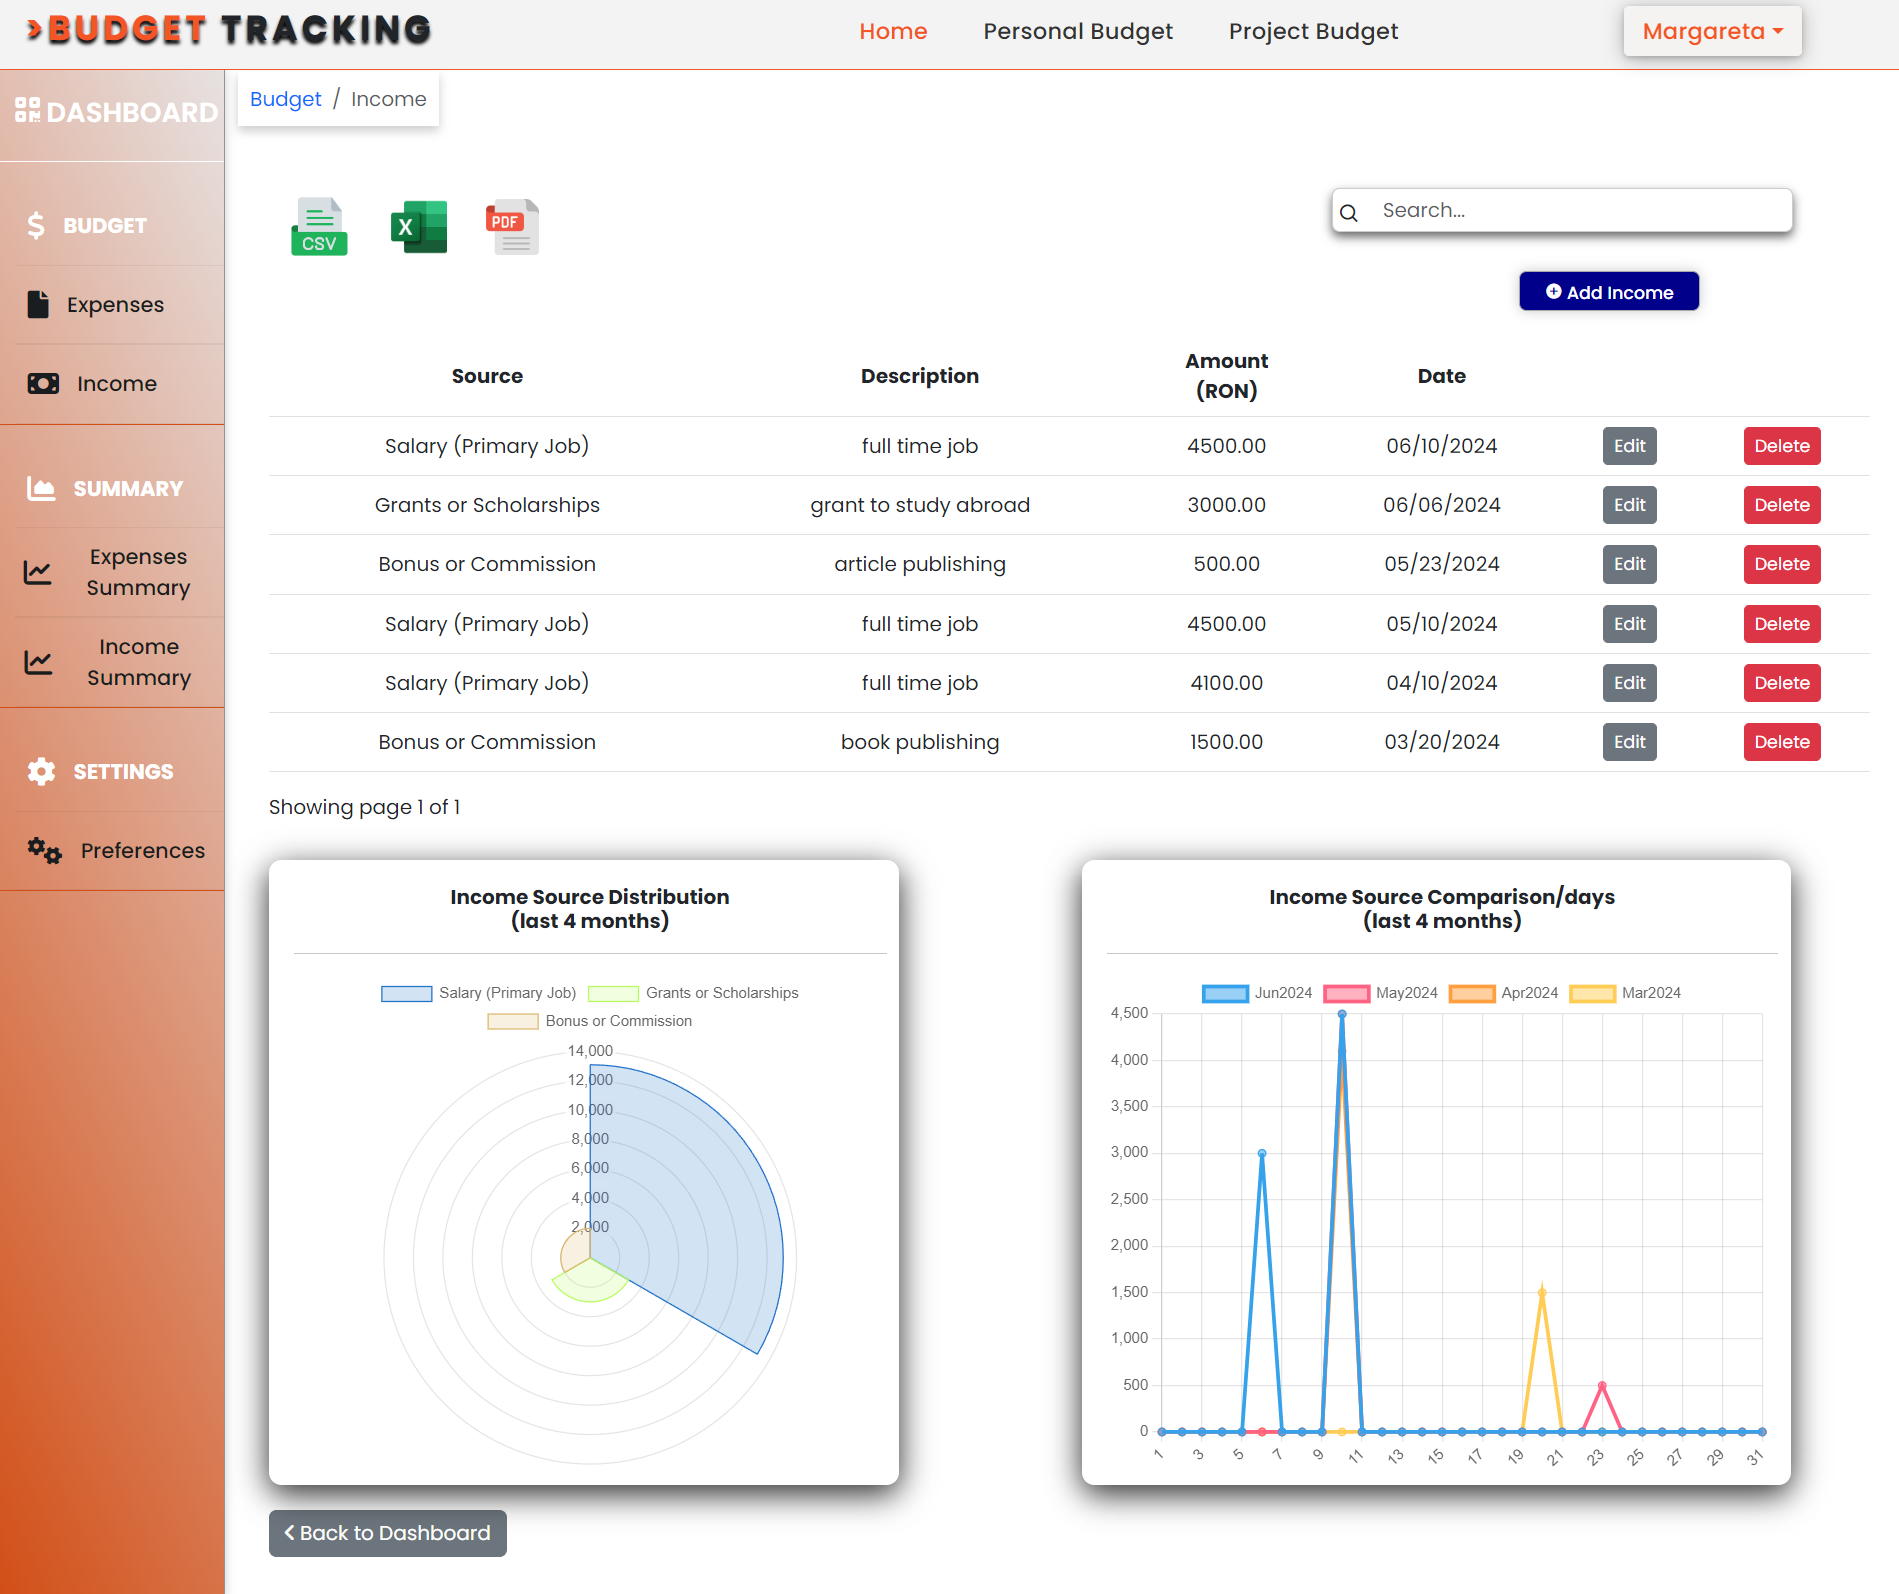 >BUDGET TRACKING
Home Personal Budget Project Budget
Margareta
DASHBOARD
Budget / Income
BUDGET
Expenses
Income
SUMMARY
Expenses
Summary
Income
Summary
SETTINGS
Preferences
CSV
X
PDF
Search...
Add Income
Source Description Amount (RON) Date
Salary (Primary Job) full time job 4500.00 06/10/2024 Edit Delete
Grants or Scholarships grant to study abroad 3000.00 06/06/2024 Edit Delete
Bonus or Commission article publishing 500.00 05/23/2024 Edit Delete
Salary (Primary Job) full time job 4500.00 05/10/2024 Edit Delete
Salary (Primary Job) full time job 4100.00 04/10/2024 Edit Delete
Bonus or Commission book publishing 1500.00 03/20/2024 Edit Delete
Showing page 1 of 1
Income Source Distribution
(last 4 months)
Salary (Primary Job) Grants or Scholarships
Bonus or Commission
14,000
12,000
10,000
8,000
6,000
4,000
2,000
Income Source Comparison/days
(last 4 months)
Jun2024 May2024 Apr2024 Mar2024
4,500
4,000
3,500
3,000
2,500
2,000
1,500
1,000
500
0
1 3 5 7 9 11 13 15 17 19 21 23 25 27 29 31
Back to Dashboard